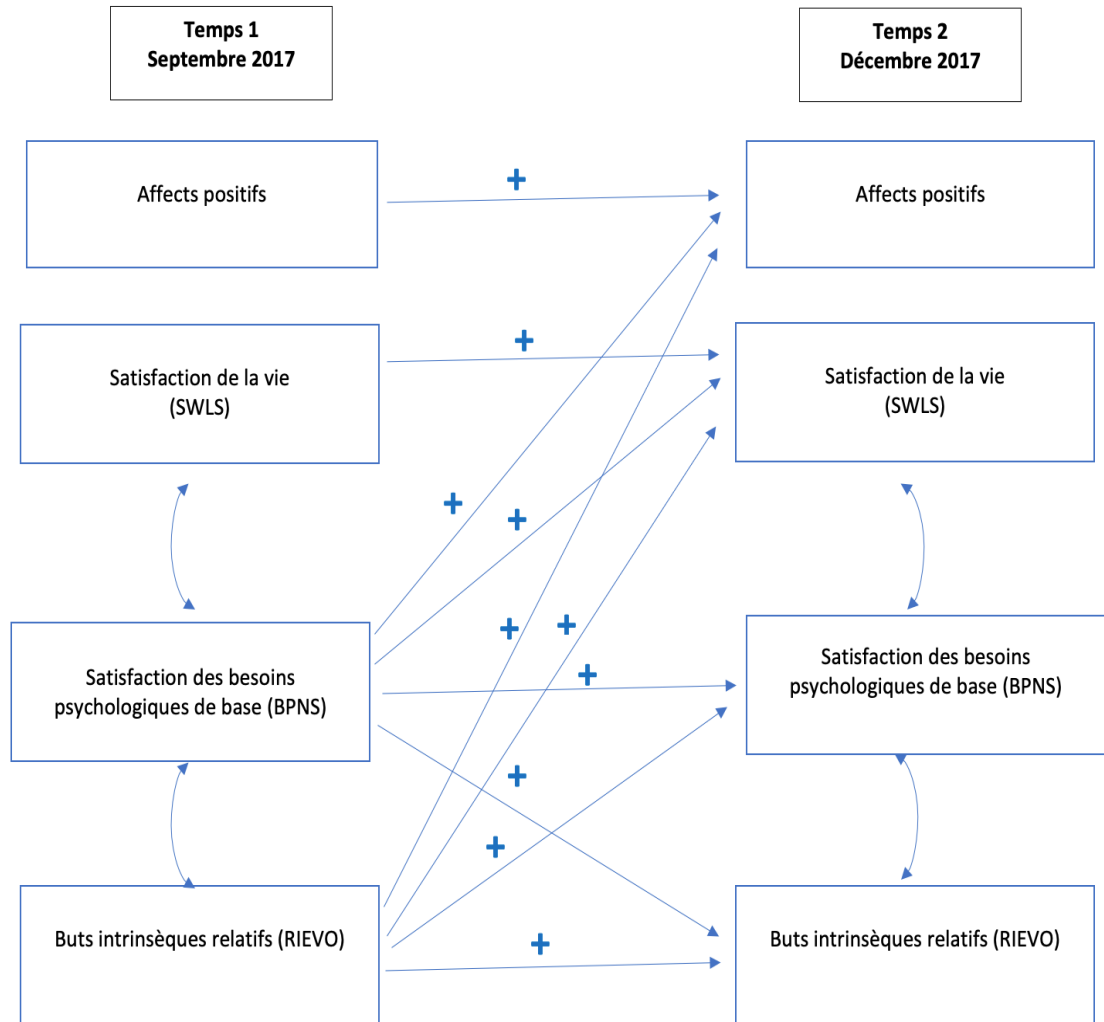 Temps 1
Septembre 2017
Temps 2
Décembre 2017
Affects positifs
+
Affects positifs
Satisfaction de la vie
(SWLS)
+
Satisfaction de la vie
(SWLS)
+
+
+
+
+
Satisfaction des besoins
psychologiques de base (BPNS)
Satisfaction des besoins
psychologiques de base (BPNS)
+
+
Buts intrinsèques relatifs (RIEVO)
+
Buts intrinsèques relatifs (RIEVO)